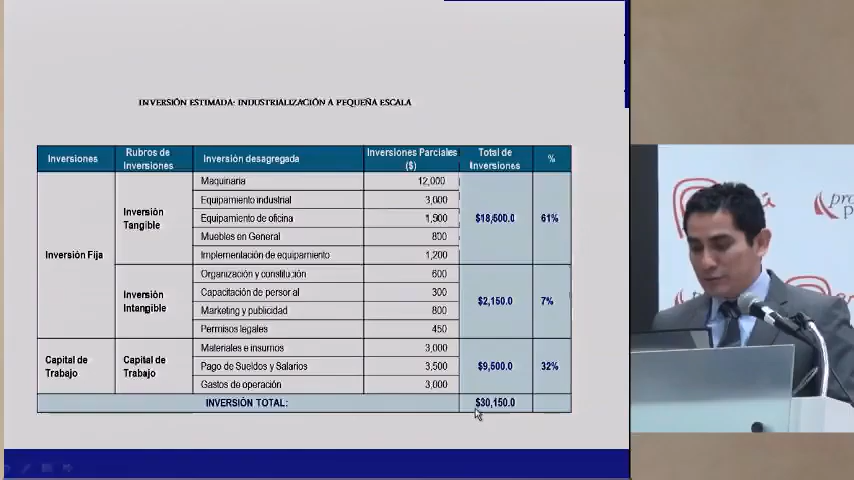 INVERSIÓN ESTIMADA: INDUSTRIALIZACIÓN A PEQUEÑA ESCALA
Inversiones | Rubros de Inversiones | Inversión desagregada | Inversiones Parciales ($) | Total de Inversiones | %
Inversión Fija | Inversión Tangible | Maquinaria | 12,000 | $18,500.0 | 61%
Equipamiento industrial | 3,000
Equipamiento de oficina | 1,500
Muebles en General | 800
Implementación de equipamiento | 1,200
Inversión Intangible | Organización y constitución | 600 | $2,150.0 | 7%
Capacitación de personal | 300
Marketing y publicidad | 800
Permisos legales | 450
Capital de Trabajo | Capital de Trabajo | Materiales e insumos | 3,000 | $9,500.0 | 32%
Pago de Sueldos y Salarios | 3,500
Gastos de operación | 3,000
INVERSIÓN TOTAL: | $30,150.0